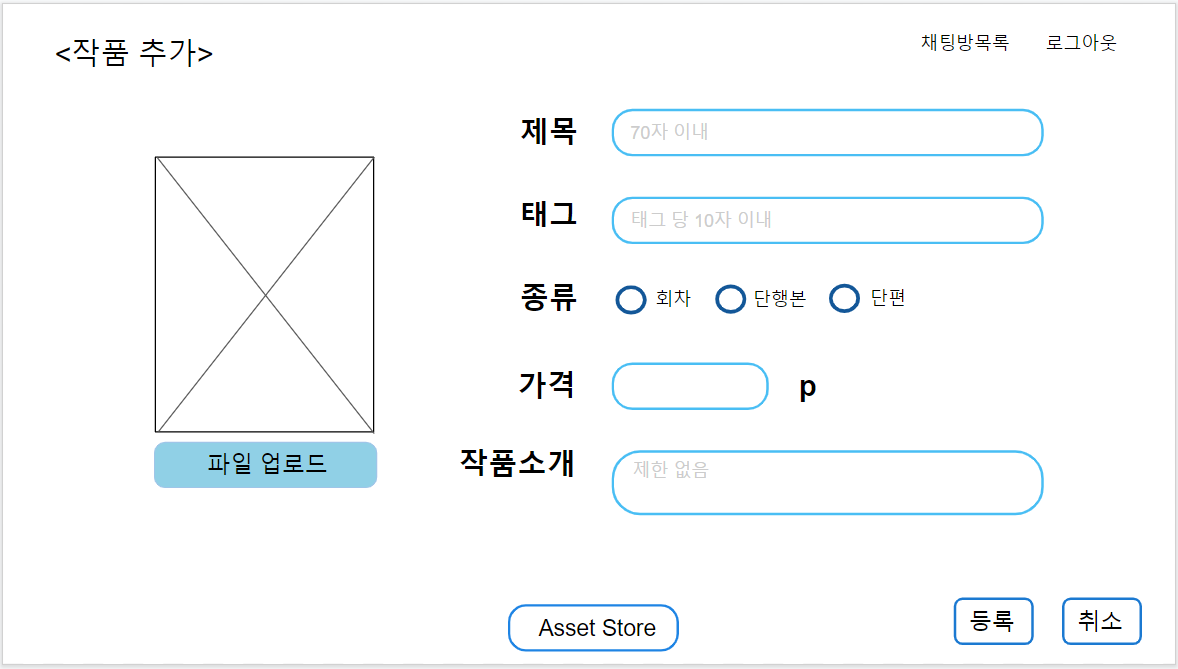 <작품 추가>
채팅방목록 로그아웃
제목 70자 이내
태그 태그 당 10자 이내
종류 회차 단행본 단편
가격 p
파일 업로드
작품소개 제한 없음
Asset Store
등록 취소